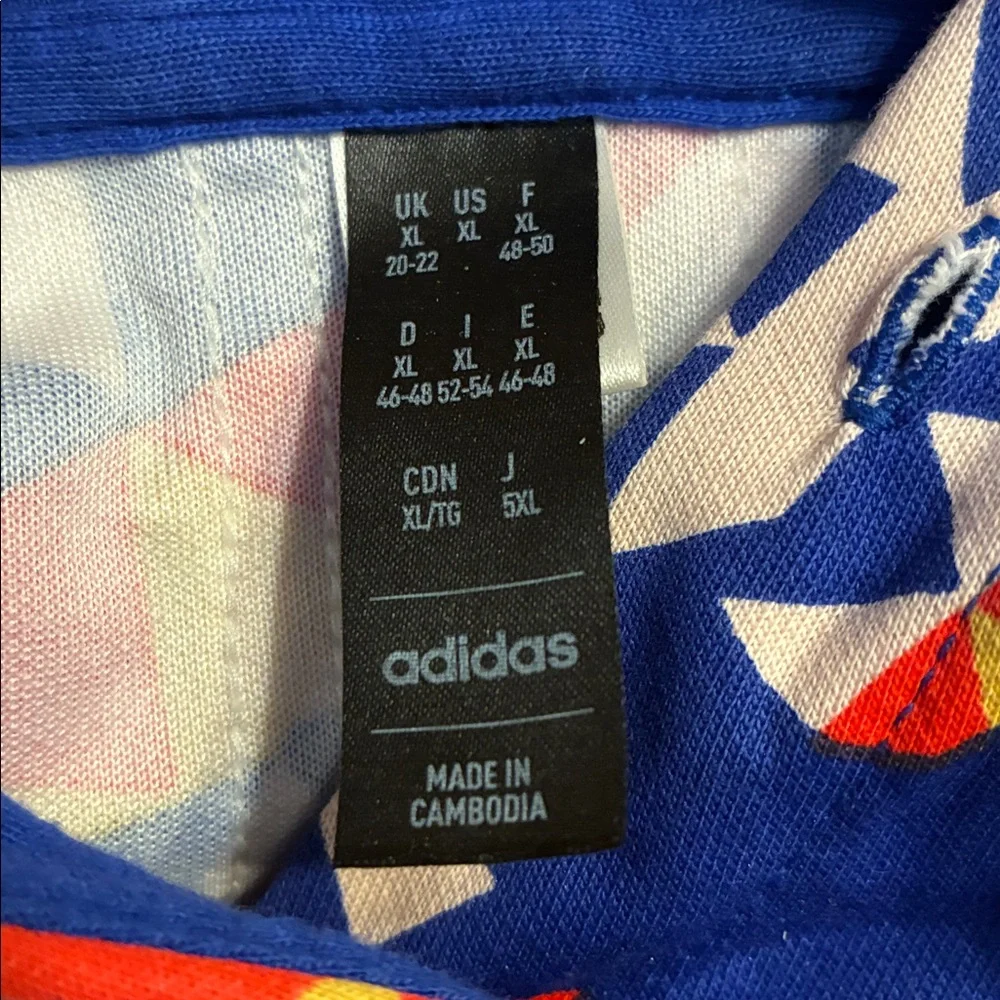 UK US F
XL XL XL
20-22 48-50
D I E
XL XL XL
46-48 52-54 46-48
CDN J
XL/TG 5XL
adidas
MADE IN
CAMBODIA